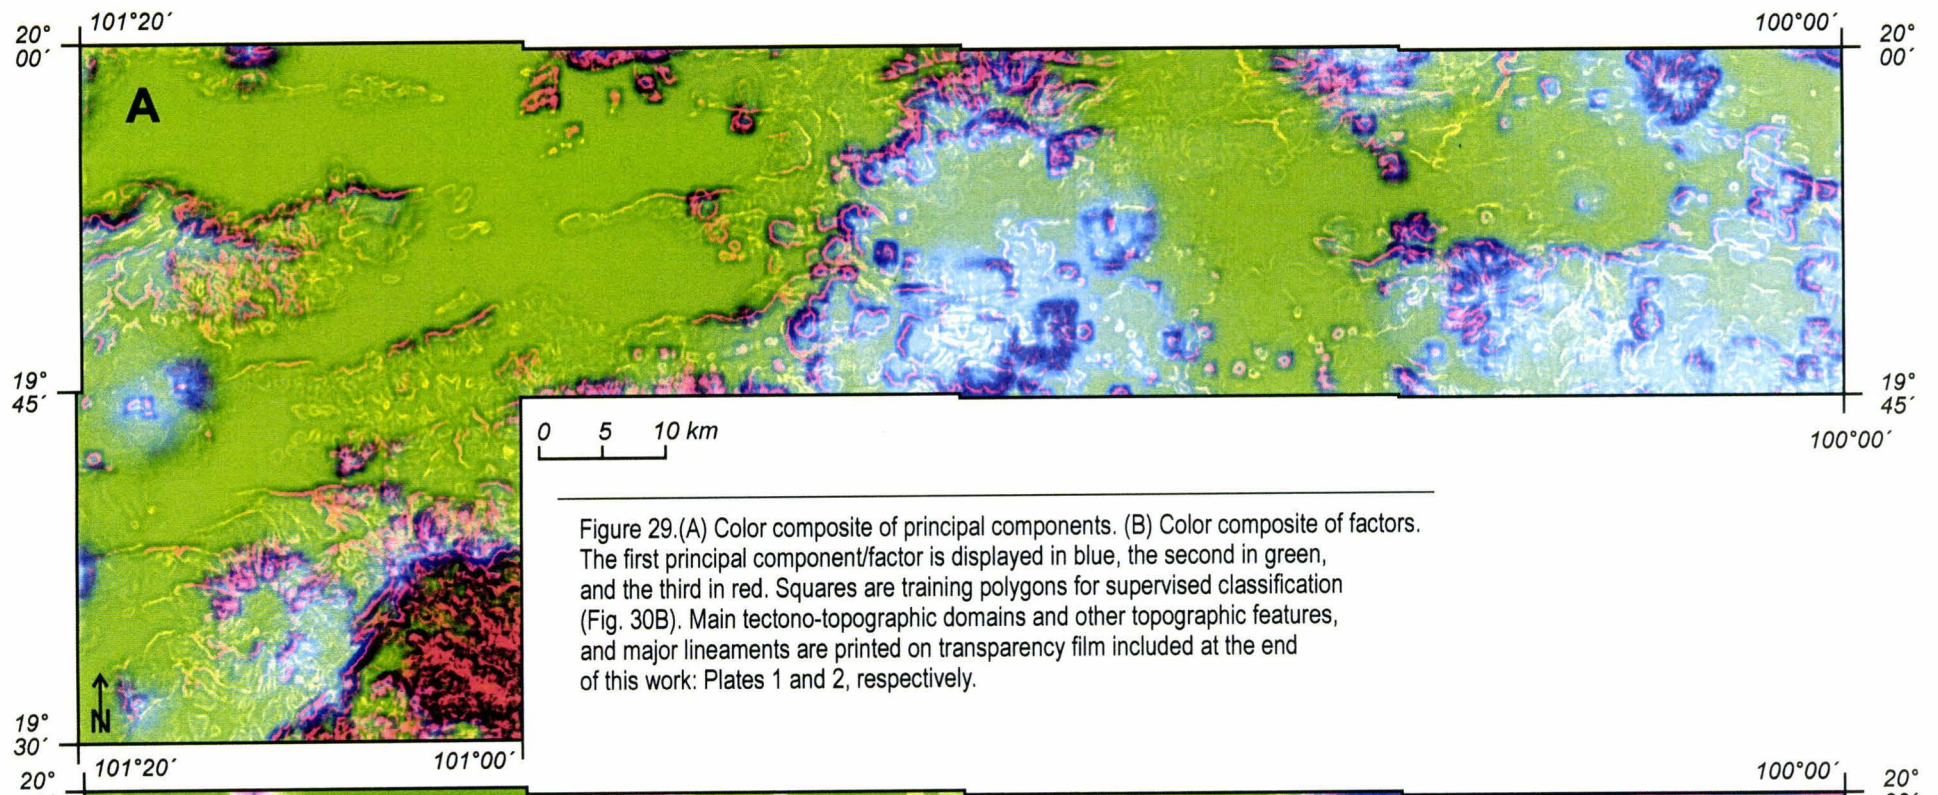 101°20´ 100°00´
20° 20°
00´ 00´
A
19° 19°
45´ 45´
0 5 10 km
100°00´
Figure 29.(A) Color composite of principal components. (B) Color composite of factors.
The first principal component/factor is displayed in blue, the second in green,
and the third in red. Squares are training polygons for supervised classification
(Fig. 30B). Main tectono-topographic domains and other topographic features,
and major lineaments are printed on transparency film included at the end
of this work: Plates 1 and 2, respectively.
N
19°
30´
101°00´
101°20´ 100°00´
20° 20°